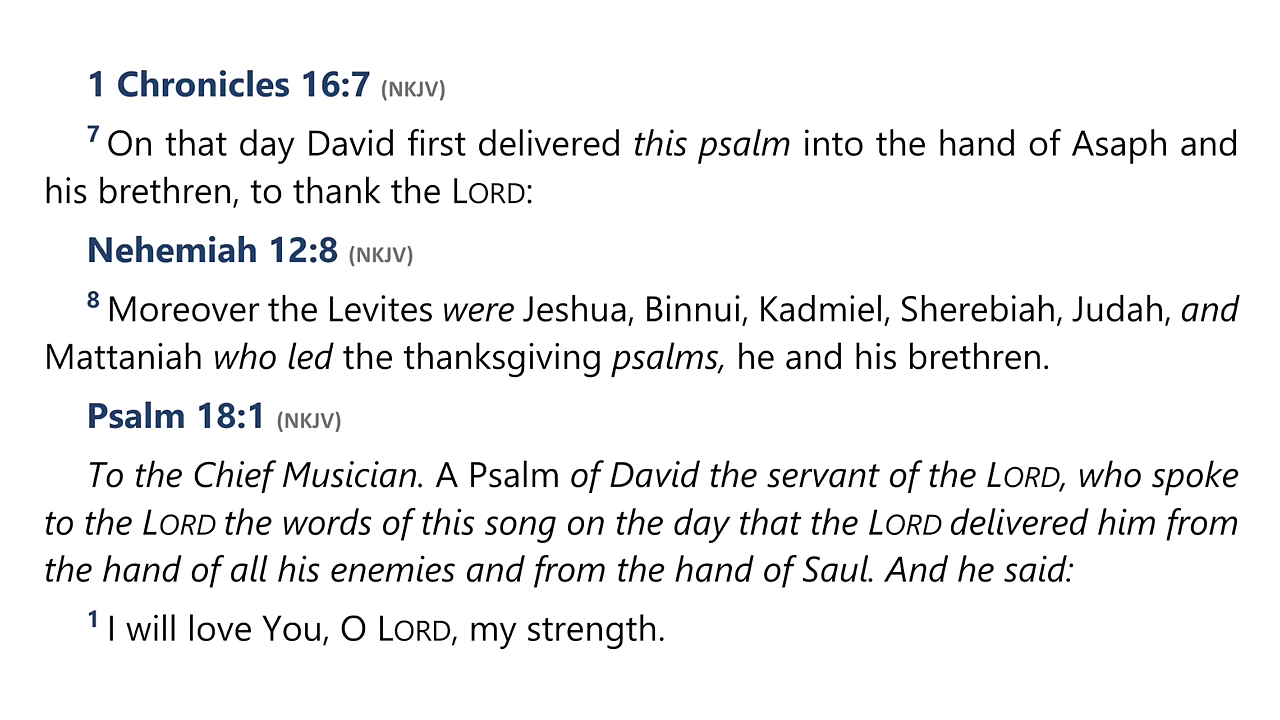 1 Chronicles 16:7 (NKJV)
7 On that day David first delivered this psalm into the hand of Asaph and
his brethren, to thank the LORD:
Nehemiah 12:8 (NKJV)
8 Moreover the Levites were Jeshua, Binnui, Kadmiel, Sherebiah, Judah, and
Mattaniah who led the thanksgiving psalms, he and his brethren.
Psalm 18:1 (NKJV)
To the Chief Musician. A Psalm of David the servant of the LORD, who spoke
to the LORD the words of this song on the day that the LORD delivered him from
the hand of all his enemies and from the hand of Saul. And he said:
1 I will love You, O LORD, my strength.